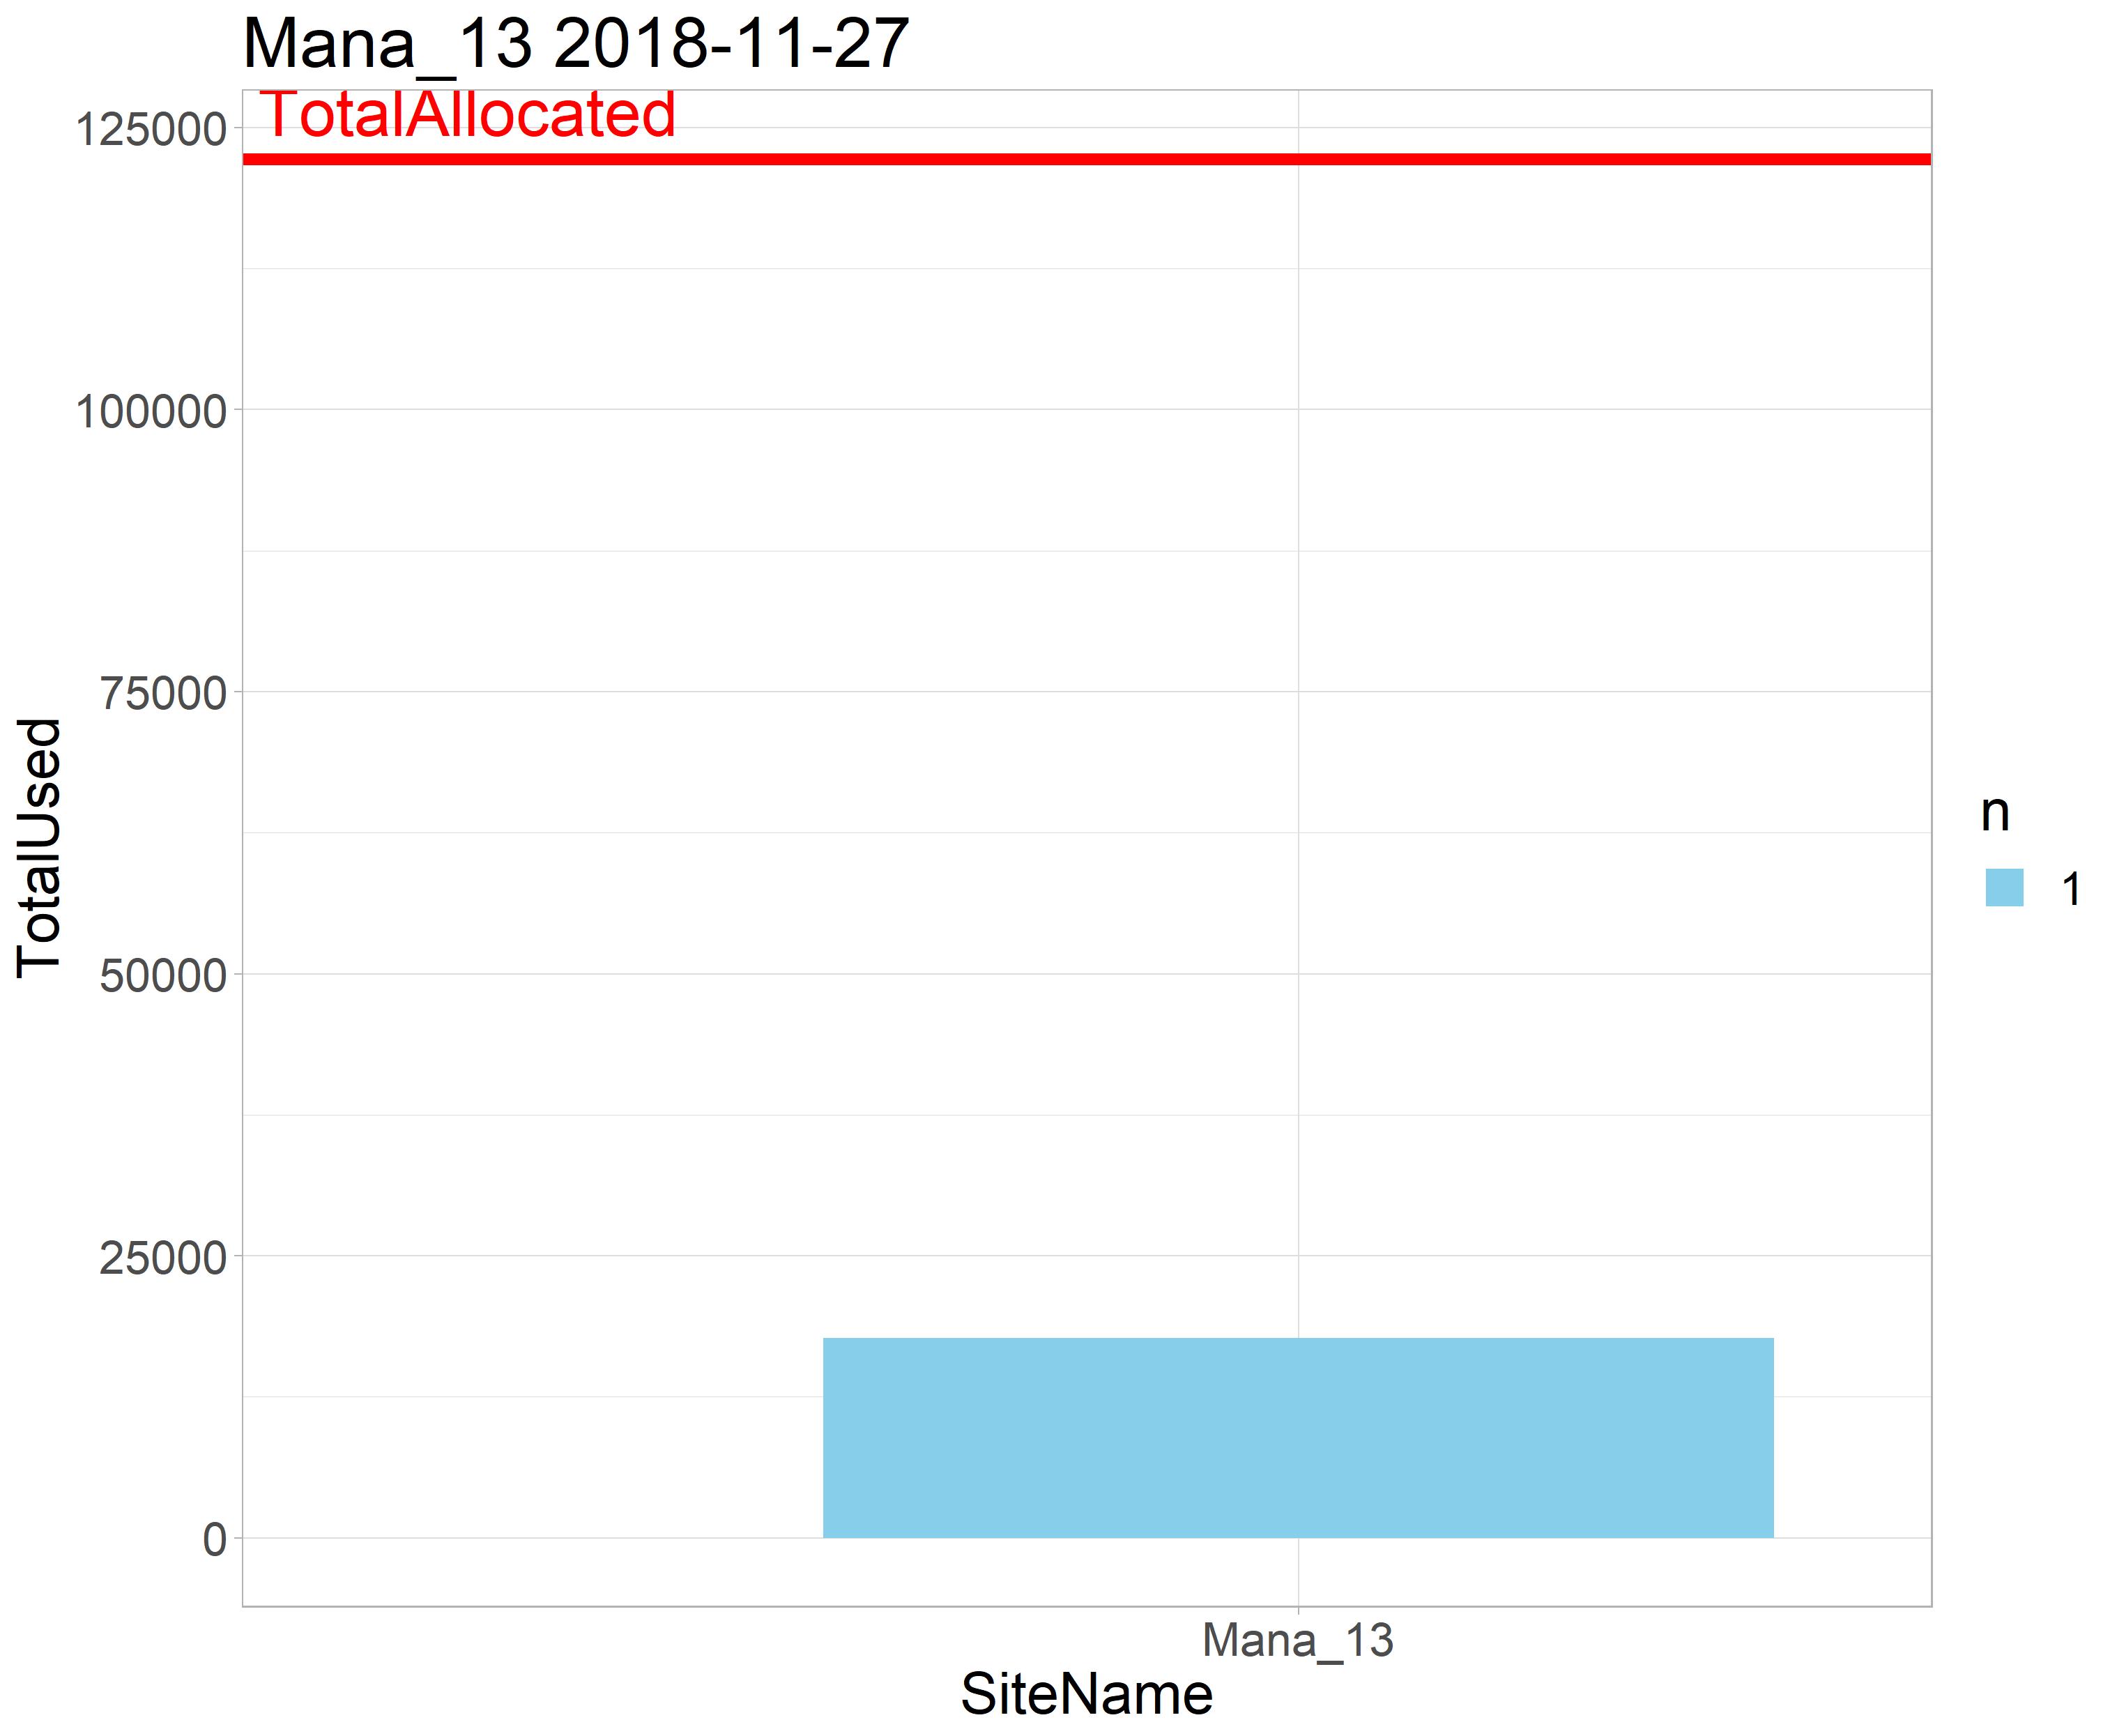 Mana_13 2018-11-27
TotalAllocated
125000
100000
75000
50000
25000
0
TotalUsed
Mana_13
SiteName
n
1